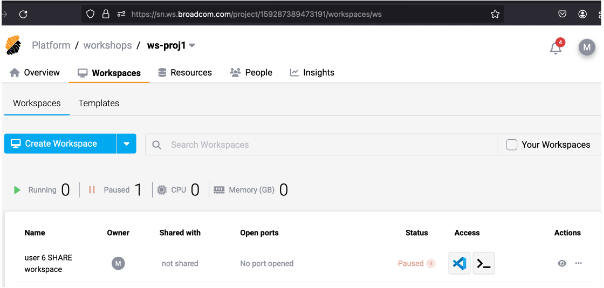 https://sn.ws.broadcom.com/project/159287389473191/workspaces/ws
Platform / workshops / ws-proj1
4
M
Overview Workspaces Resources People Insights
Workspaces Templates
Create Workspace Search Workspaces Your Workspaces
Running 0 Paused 1 CPU 0 Memory (GB) 0
Name Owner Shared with Open ports Status Access Actions
user 6 SHARE workspace M not shared No port opened Paused